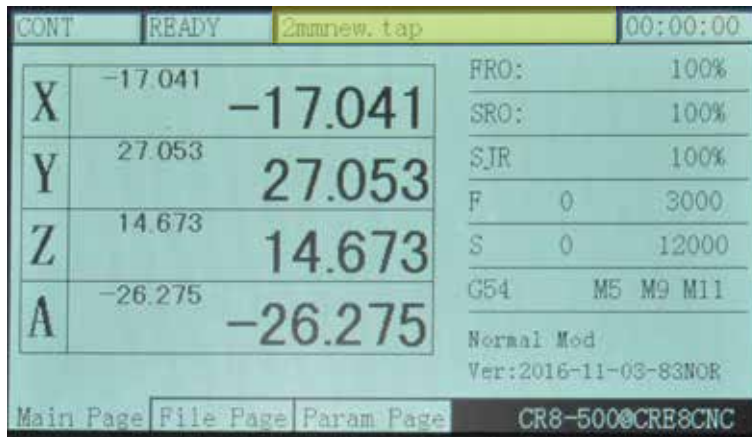 CONT READY 2mmnew.tap 00:00:00
X -17.041 -17.041
Y 27.053 27.053
Z 14.673 14.673
A -26.275 -26.275
FRO: 100%
SRO: 100%
SJR 100%
F 0 3000
S 0 12000
G54 M5 M9 M11
Normal Mod
Ver:2016-11-03-83NOR
Main Page File Page Param Page CR8-500@CRE8CNC